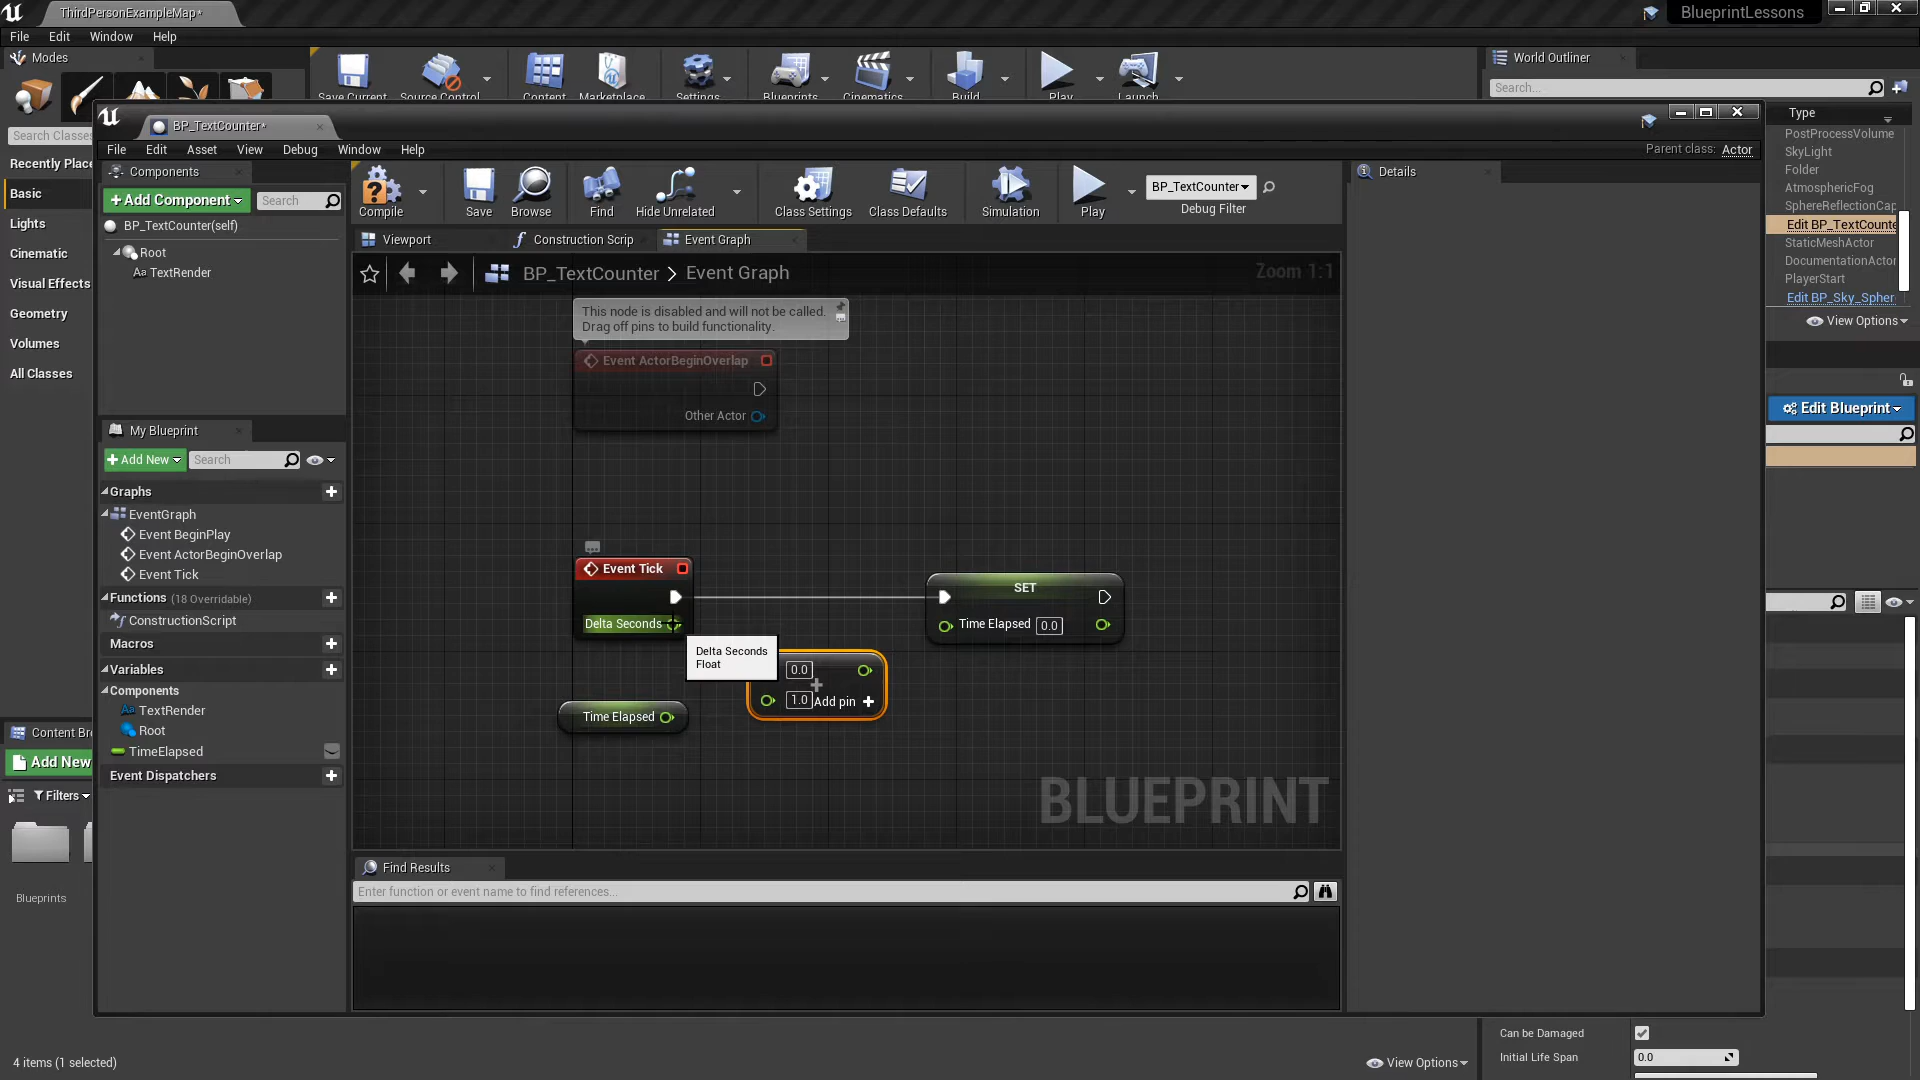 ThirdPersonExampleMap*
BlueprintLessons
File Edit Window Help
Modes
World Outliner
Save Current Source Control Content Marketplace Settings Blueprints Cinematics Build Play Launch
Search...
Type
BP_TextCounter*
Search Classes
PostProcessVolume
File Edit Asset View Debug Window Help
Parent class: Actor
SkyLight
Recently Place
Components
Details
Folder
AtmosphericFog
Basic
+ Add Component
Search
BP_TextCounter
SphereReflectionCap
Compile Save Browse Find Hide Unrelated Class Settings Class Defaults Simulation Play Debug Filter
Lights
BP_TextCounter(self)
Edit BP_TextCounte
Viewport
Construction Scrip
Event Graph
StaticMeshActor
Cinematic
Root
DocumentationActor
TextRender
BP_TextCounter > Event Graph
Zoom 1:1
PlayerStart
Visual Effects
Edit BP_Sky_Spher
Geometry
This node is disabled and will not be called.
Drag off pins to build functionality.
View Options
Volumes
Event ActorBeginOverlap
All Classes
Other Actor
Edit Blueprint
My Blueprint
+ Add New
Search
Graphs
EventGraph
Event BeginPlay
Event ActorBeginOverlap
Event Tick
Event Tick
SET
Functions (18 Overridable)
ConstructionScript
Delta Seconds
Time Elapsed 0.0
Macros
Delta Seconds
Float
Variables
0.0
Components
1.0 Add pin +
TextRender
Time Elapsed
Root
Content Br
TimeElapsed
Add New
Event Dispatchers
BLUEPRINT
Filters
Find Results
Enter function or event name to find references...
Blueprints
Can be Damaged
Initial Life Span 0.0
4 items (1 selected)
View Options